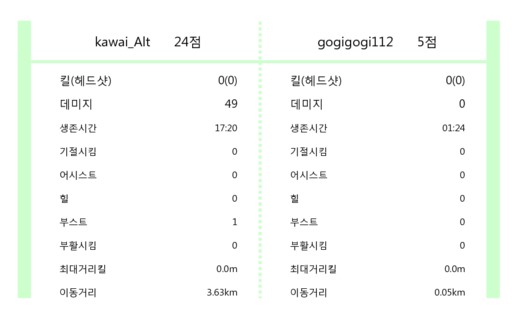 kawai_Alt 24점 gogigogi112 5점
킬(헤드샷) 0(0) 킬(헤드샷) 0(0)
데미지 49 데미지 0
생존시간 17:20 생존시간 01:24
기절시킴 0 기절시킴 0
어시스트 0 어시스트 0
힐 0 힐 0
부스트 1 부스트 0
부활시킴 0 부활시킴 0
최대거리킬 0.0m 최대거리킬 0.0m
이동거리 3.63km 이동거리 0.05km